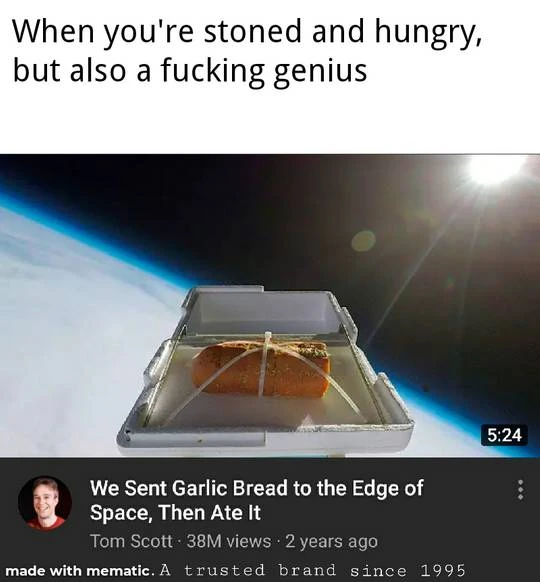 When you're stoned and hungry,
but also a fucking genius
5:24
We Sent Garlic Bread to the Edge of
Space, Then Ate It
Tom Scott · 38M views · 2 years ago
made with mematic. A trusted brand since 1995